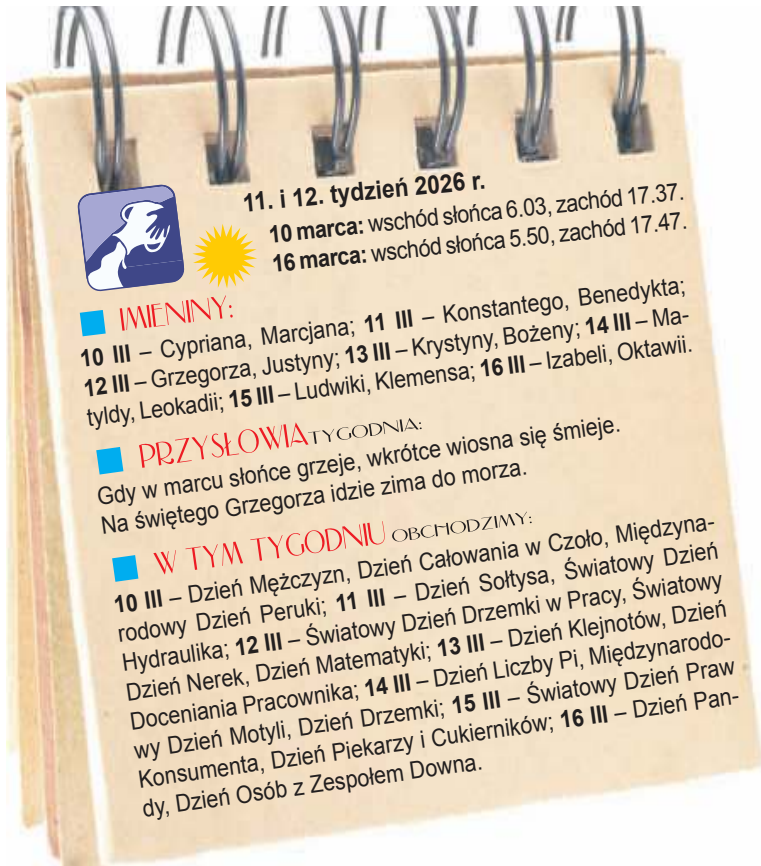 11. i 12. tydzień 2026 r.
10 marca: wschód słońca 6.03, zachód 17.37.
16 marca: wschód słońca 5.50, zachód 17.47.
IMIENINY:
10 III – Cypriana, Marcjana; 11 III – Konstantego, Benedykta;
12 III – Grzegorza, Justyny; 13 III – Krystyny, Bożeny; 14 III – Ma-
tyldy, Leokadii; 15 III – Ludwiki, Klemensa; 16 III – Izabeli, Oktawii.
PRZYSŁOWIA TYGODNIA:
Gdy w marcu słońce grzeje, wkrótce wiosna się śmieje.
Na świętego Grzegorza idzie zima do morza.
W TYM TYGODNIU OBCHODZIMY:
10 III – Dzień Mężczyzn, Dzień Całowania w Czoło, Międzyna-
rodowy Dzień Peruki; 11 III – Dzień Sołtysa, Światowy Dzień
Hydraulika; 12 III – Światowy Dzień Drzemki w Pracy, Światowy
Dzień Nerek, Dzień Matematyki; 13 III – Dzień Klejnotów, Dzień
Doceniania Pracownika; 14 III – Dzień Liczby Pi, Międzynarodo-
wy Dzień Motyli, Dzień Drzemki; 15 III – Światowy Dzień Praw
Konsumenta, Dzień Piekarzy i Cukierników; 16 III – Dzień Pan-
dy, Dzień Osób z Zespołem Downa.